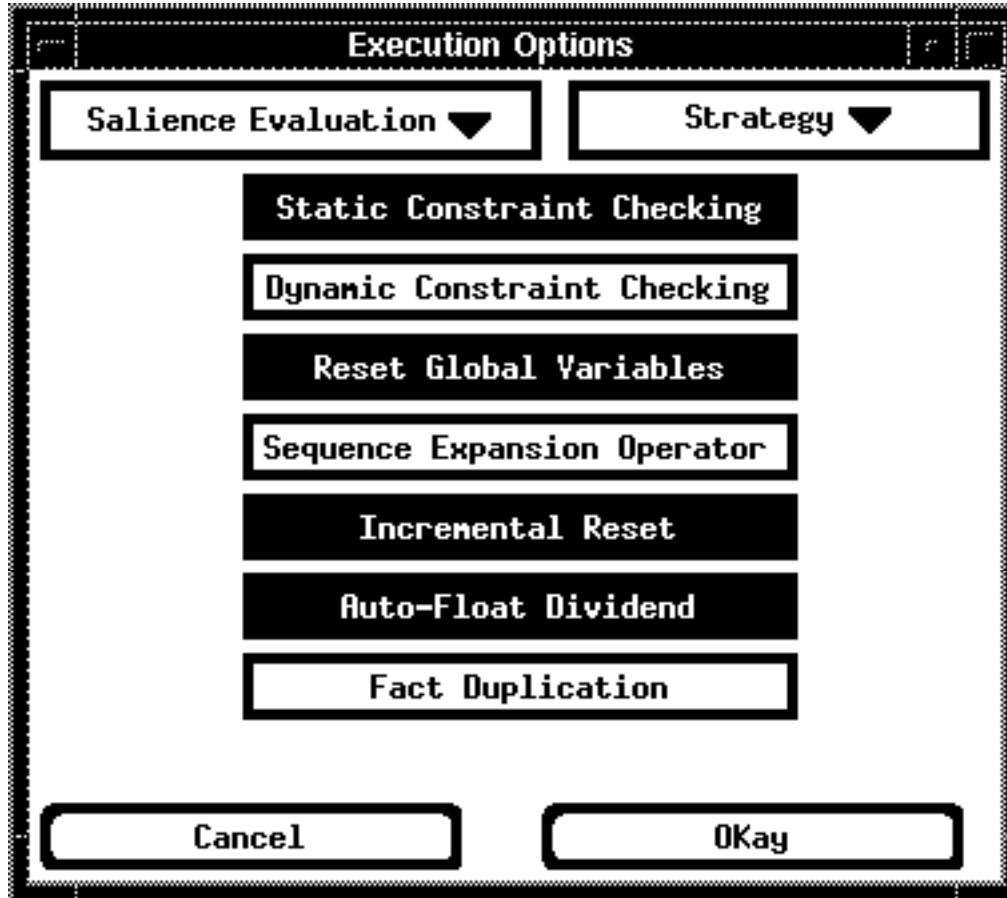 Execution Options
Salience Evaluation
Strategy
Static Constraint Checking
Dynamic Constraint Checking
Reset Global Variables
Sequence Expansion Operator
Incremental Reset
Auto-Float Dividend
Fact Duplication
Cancel
OKay